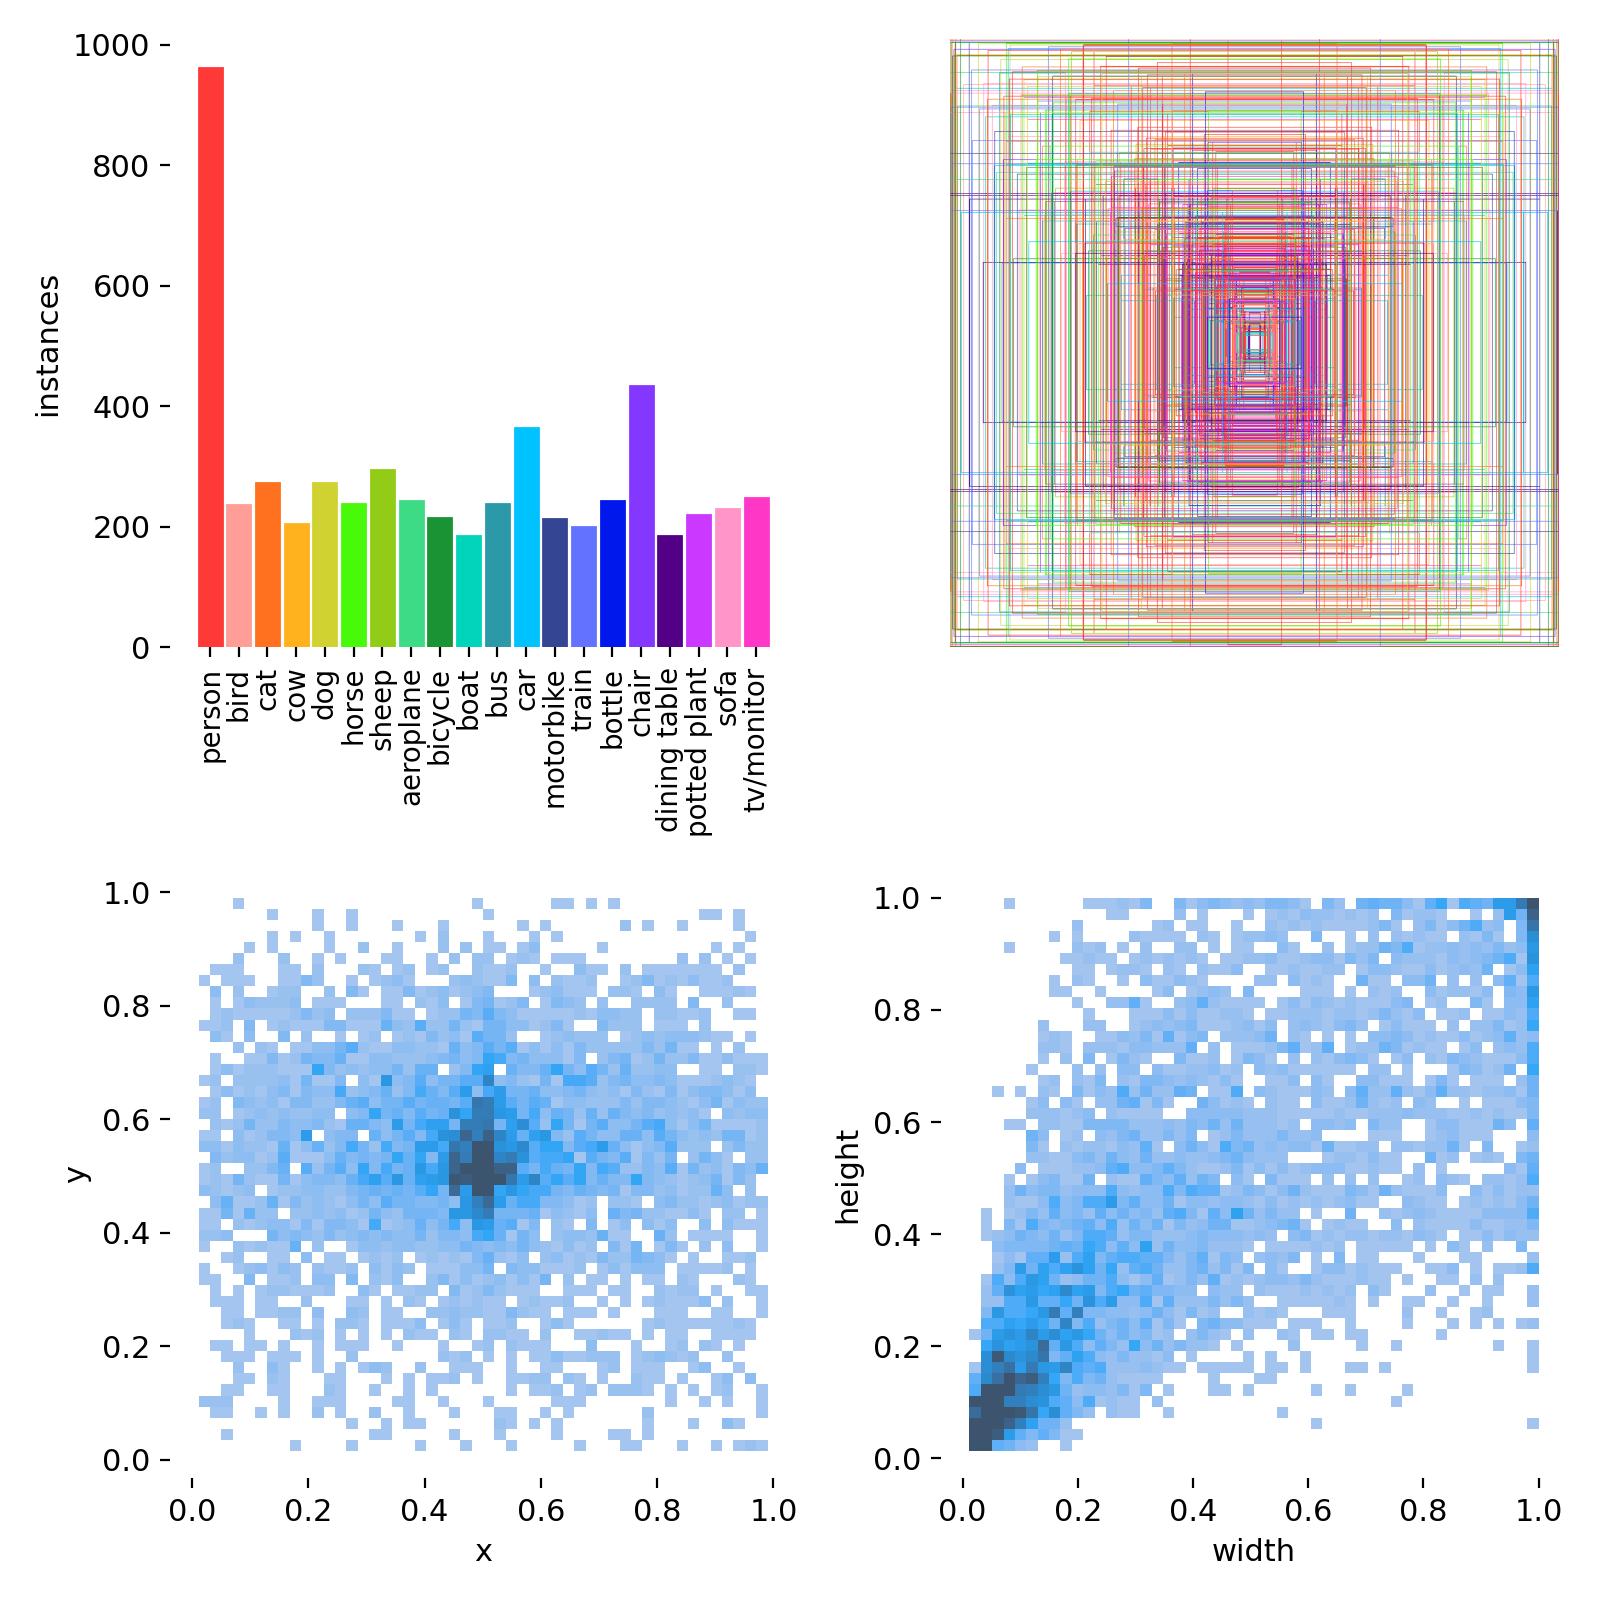 1000
800
600
400
200
0
instances
person
bird
cat
cow
dog
horse
sheep
aeroplane
bicycle
boat
bus
car
motorbike
train
bottle
chair
dining table
potted plant
sofa
tv/monitor
1.0
0.8
0.6
0.4
0.2
0.0
y
0.0 0.2 0.4 0.6 0.8 1.0
x
1.0
0.8
0.6
0.4
0.2
0.0
height
0.0 0.2 0.4 0.6 0.8 1.0
width